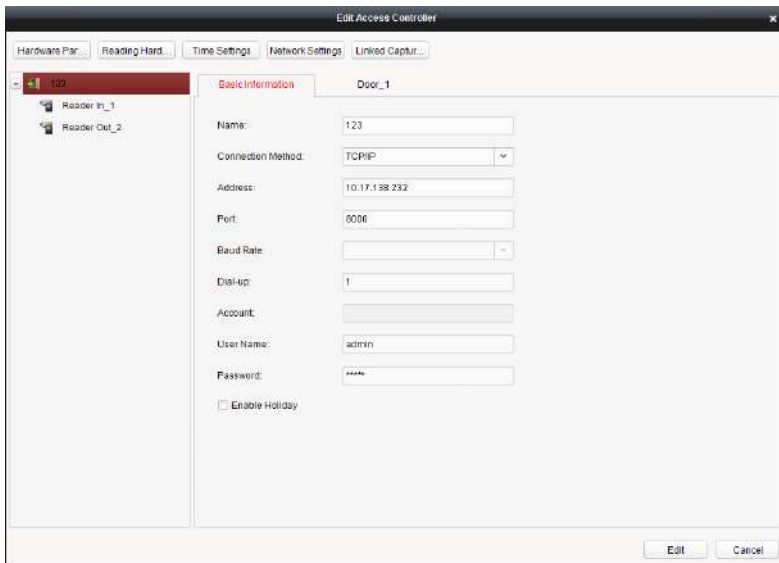 Edit Access Controller
Hardware Par... Reading Hard... Time Settings Network Settings Linked Captur...
123
Reader In_1
Reader Out_2
Basic Information Door_1
Name: 123
Connection Method: TCP/IP
Address: 10.17.138.232
Port: 8000
Baud Rate:
Dial-up: 1
Account:
User Name: admin
Password: *****
Enable Holiday
Edit Cancel